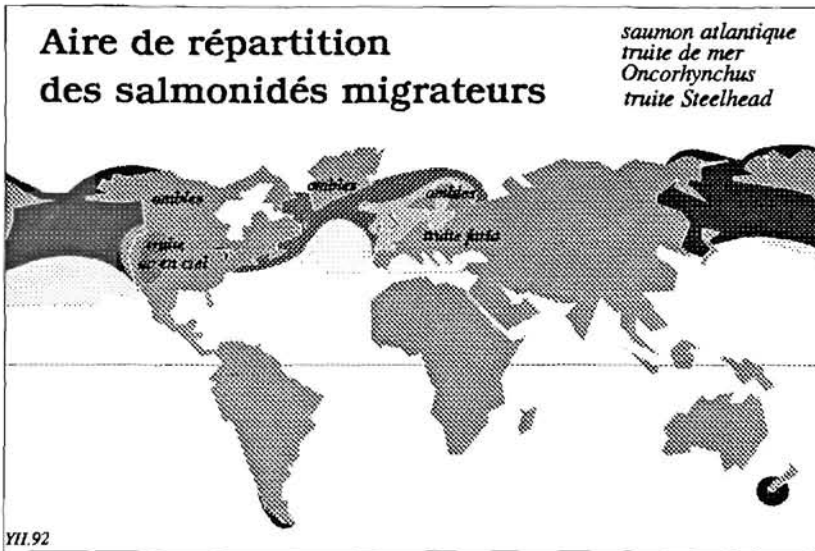 Aire de répartition
des salmonidés migrateurs
saumon atlantique
truite de mer
Oncorhynchus
truite Steelhead
ombles
ombles
ombles
truite
en ciel
truite fario
YII.92